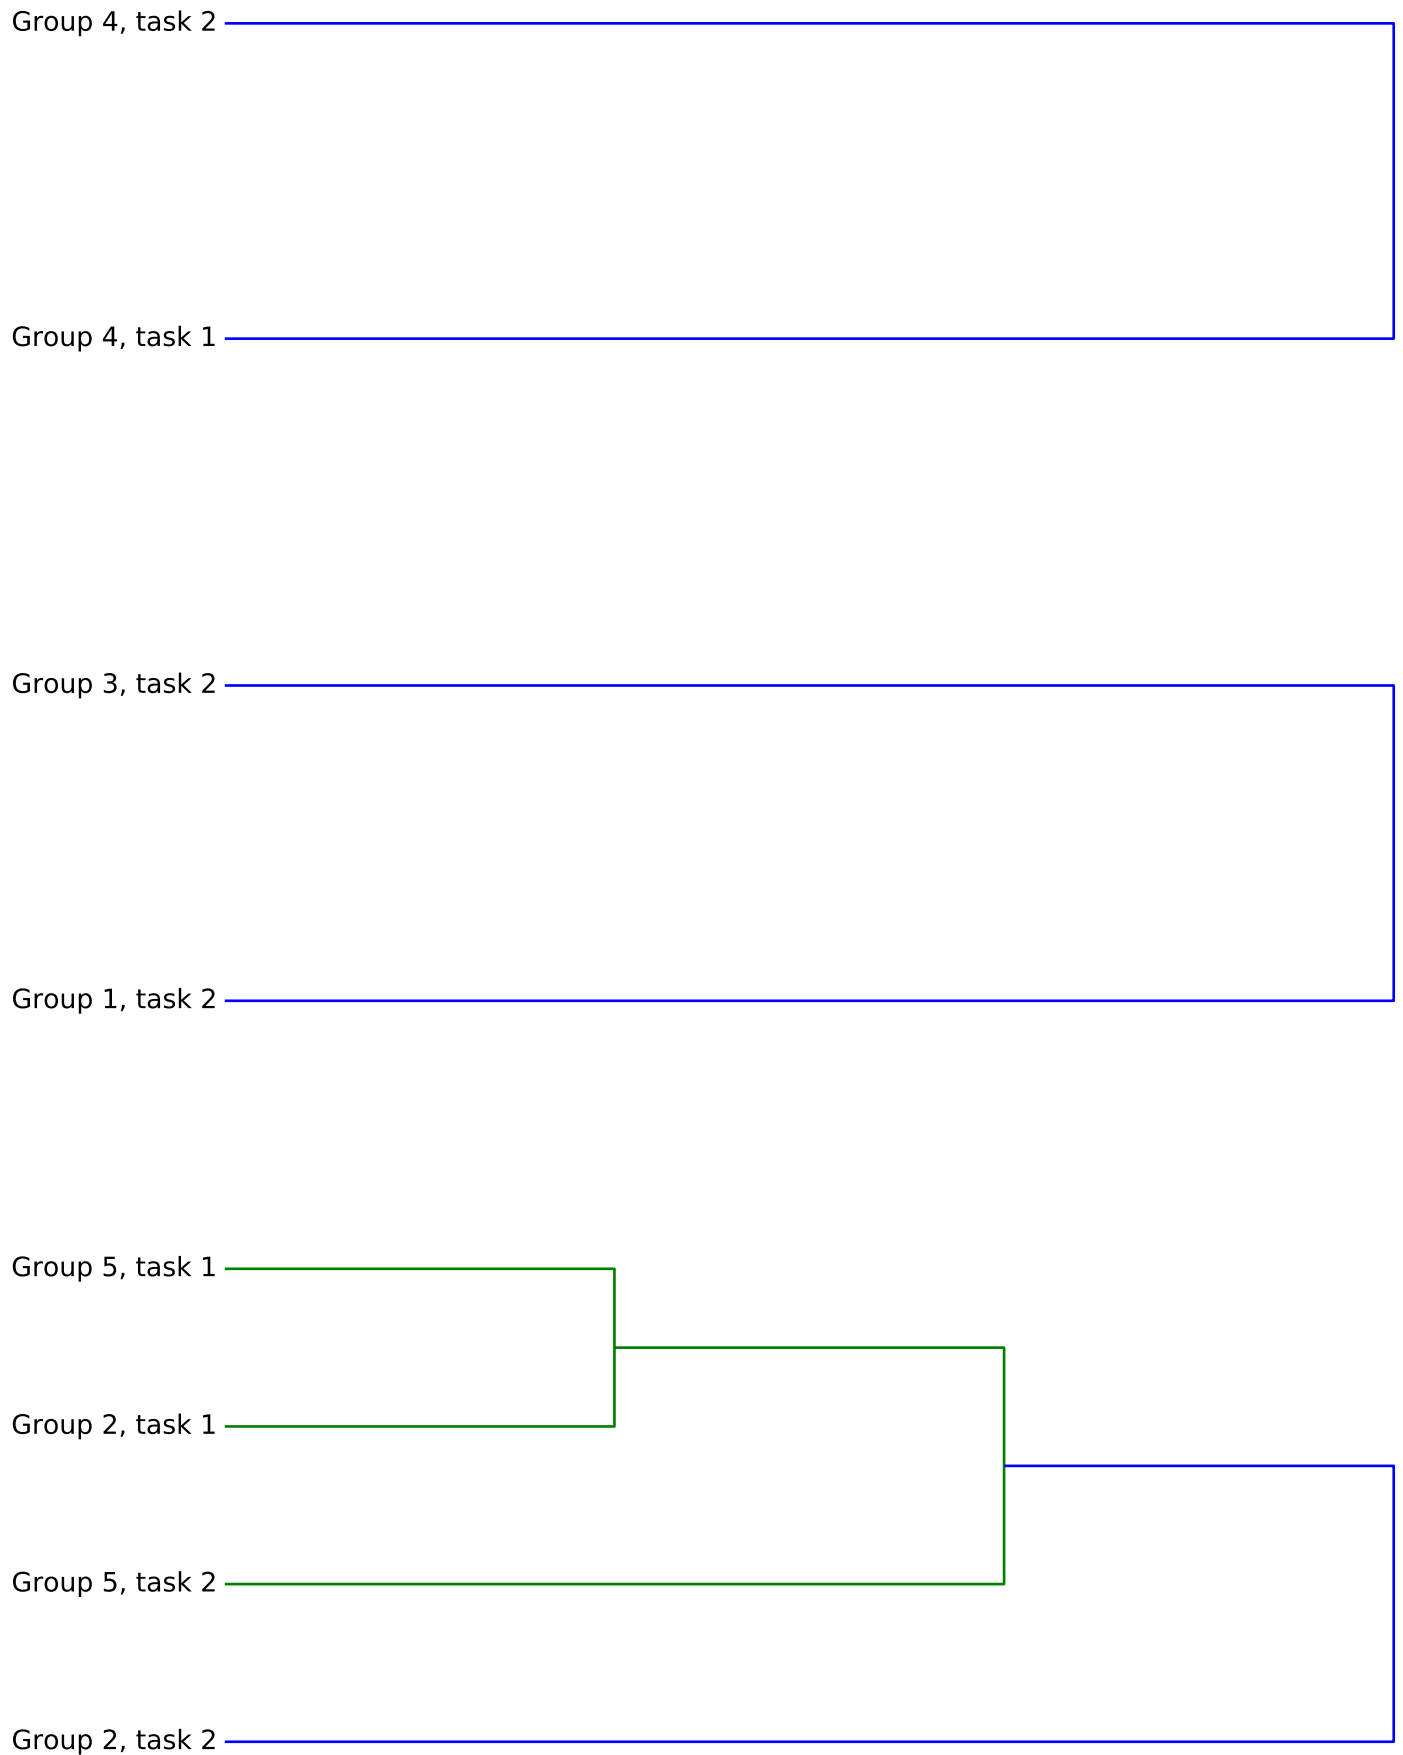 Group 4, task 2
Group 4, task 1
Group 3, task 2
Group 1, task 2
Group 5, task 1
Group 2, task 1
Group 5, task 2
Group 2, task 2